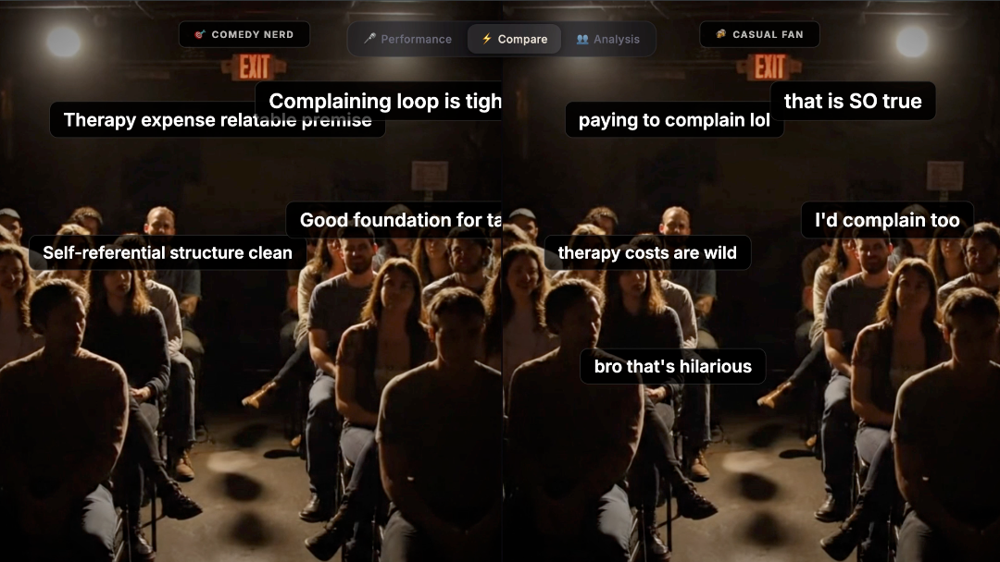 COMEDY NERD
Performance
Compare
Analysis
CASUAL FAN
EXIT
EXIT
Complaining loop is tigh
Therapy expense relatable premise
that is SO true
paying to complain lol
Good foundation for ta
Self-referential structure clean
I'd complain too
therapy costs are wild
bro that's hilarious